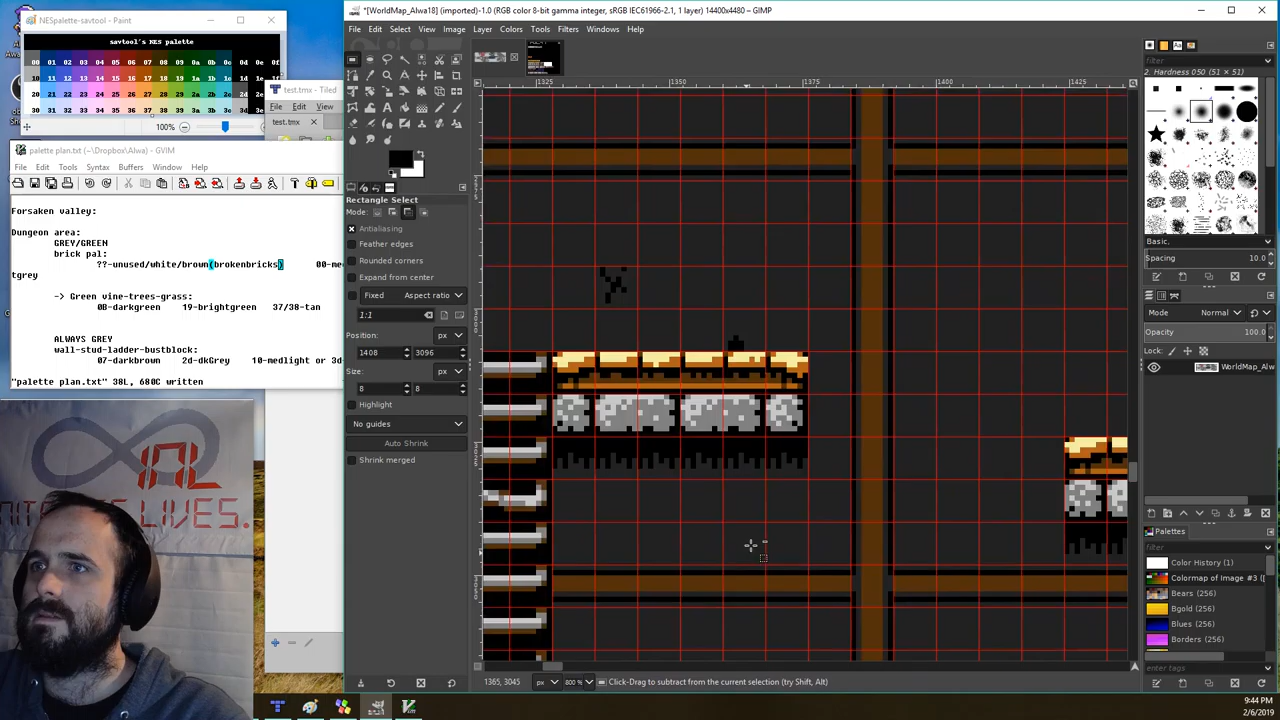 NESpalette-savtool - Paint
savtool's NES palette
00 01 02 03 04 05 06 07 08 09 0a 0b 0c 0d 0e 0f
10 11 12 13 14 15 16 17 18 19 1a 1b 1c 1d 1e 1f
20 21 22 23 24 25 26 27 28 29 2a 2b 2c
30 31 32 33 34 35 36 37 38 39 3a 3b 3c
100%
test.tmx - Tiled
File Edit View
test.tmx
palette plan.txt (~\Dropbox\Alwa) - GVIM
File Edit Tools Syntax Buffers Window Help
Forsaken valley:
Dungeon area:
GREY/GREEN
brick pal:
??-unused/white/brown(brokenbricks) 00-me
tgrey
-> Green vine-trees-grass:
0B-darkgreen 19-brightgreen 37/38-tan
ALWAYS GREY
wall-stud-ladder-bustblock:
07-darkbrown 2d-dkGrey 10-medlight or 3d-
"palette plan.txt" 38L, 680C written
*[WorldMap_Alwa18] (imported)-1.0 (RGB color 8-bit gamma integer, sRGB IEC61966-2.1, 1 layer) 14400x4480 – GIMP
File Edit Select View Image Layer Colors Tools Filters Windows Help
1325 1350 1375 1400 1425
Rectangle Select
Mode:
Antialiasing
Feather edges
Rounded corners
Expand from center
Fixed Aspect ratio
1:1
Position:
px
1408 3096
Size:
px
8 8
Highlight
No guides
Auto Shrink
Shrink merged
1365, 3045 px 800 % Click-Drag to subtract from the current selection (try Shift, Alt)
filter
2. Hardness 050 (51 × 51)
Basic,
Spacing 10.0
Mode Normal
Opacity 100.0
Lock:
WorldMap_Alw
Palettes
filter
Color History (1)
Colormap of Image #3 (
Bears (256)
Bgold (256)
Blues (256)
Borders (256)
enter tags
9:44 PM
2/6/2019